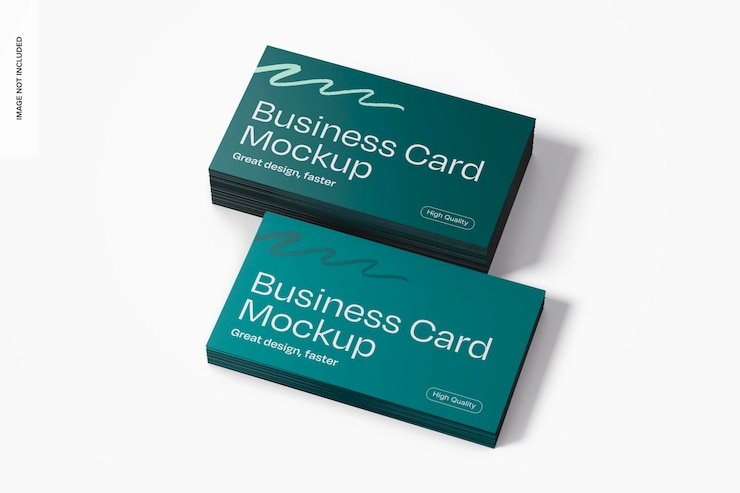 IMAGE NOT INCLUDED
Business Card
Mockup
Great design, faster
High Quality
Business Card
Mockup
Great design, faster
High Quality